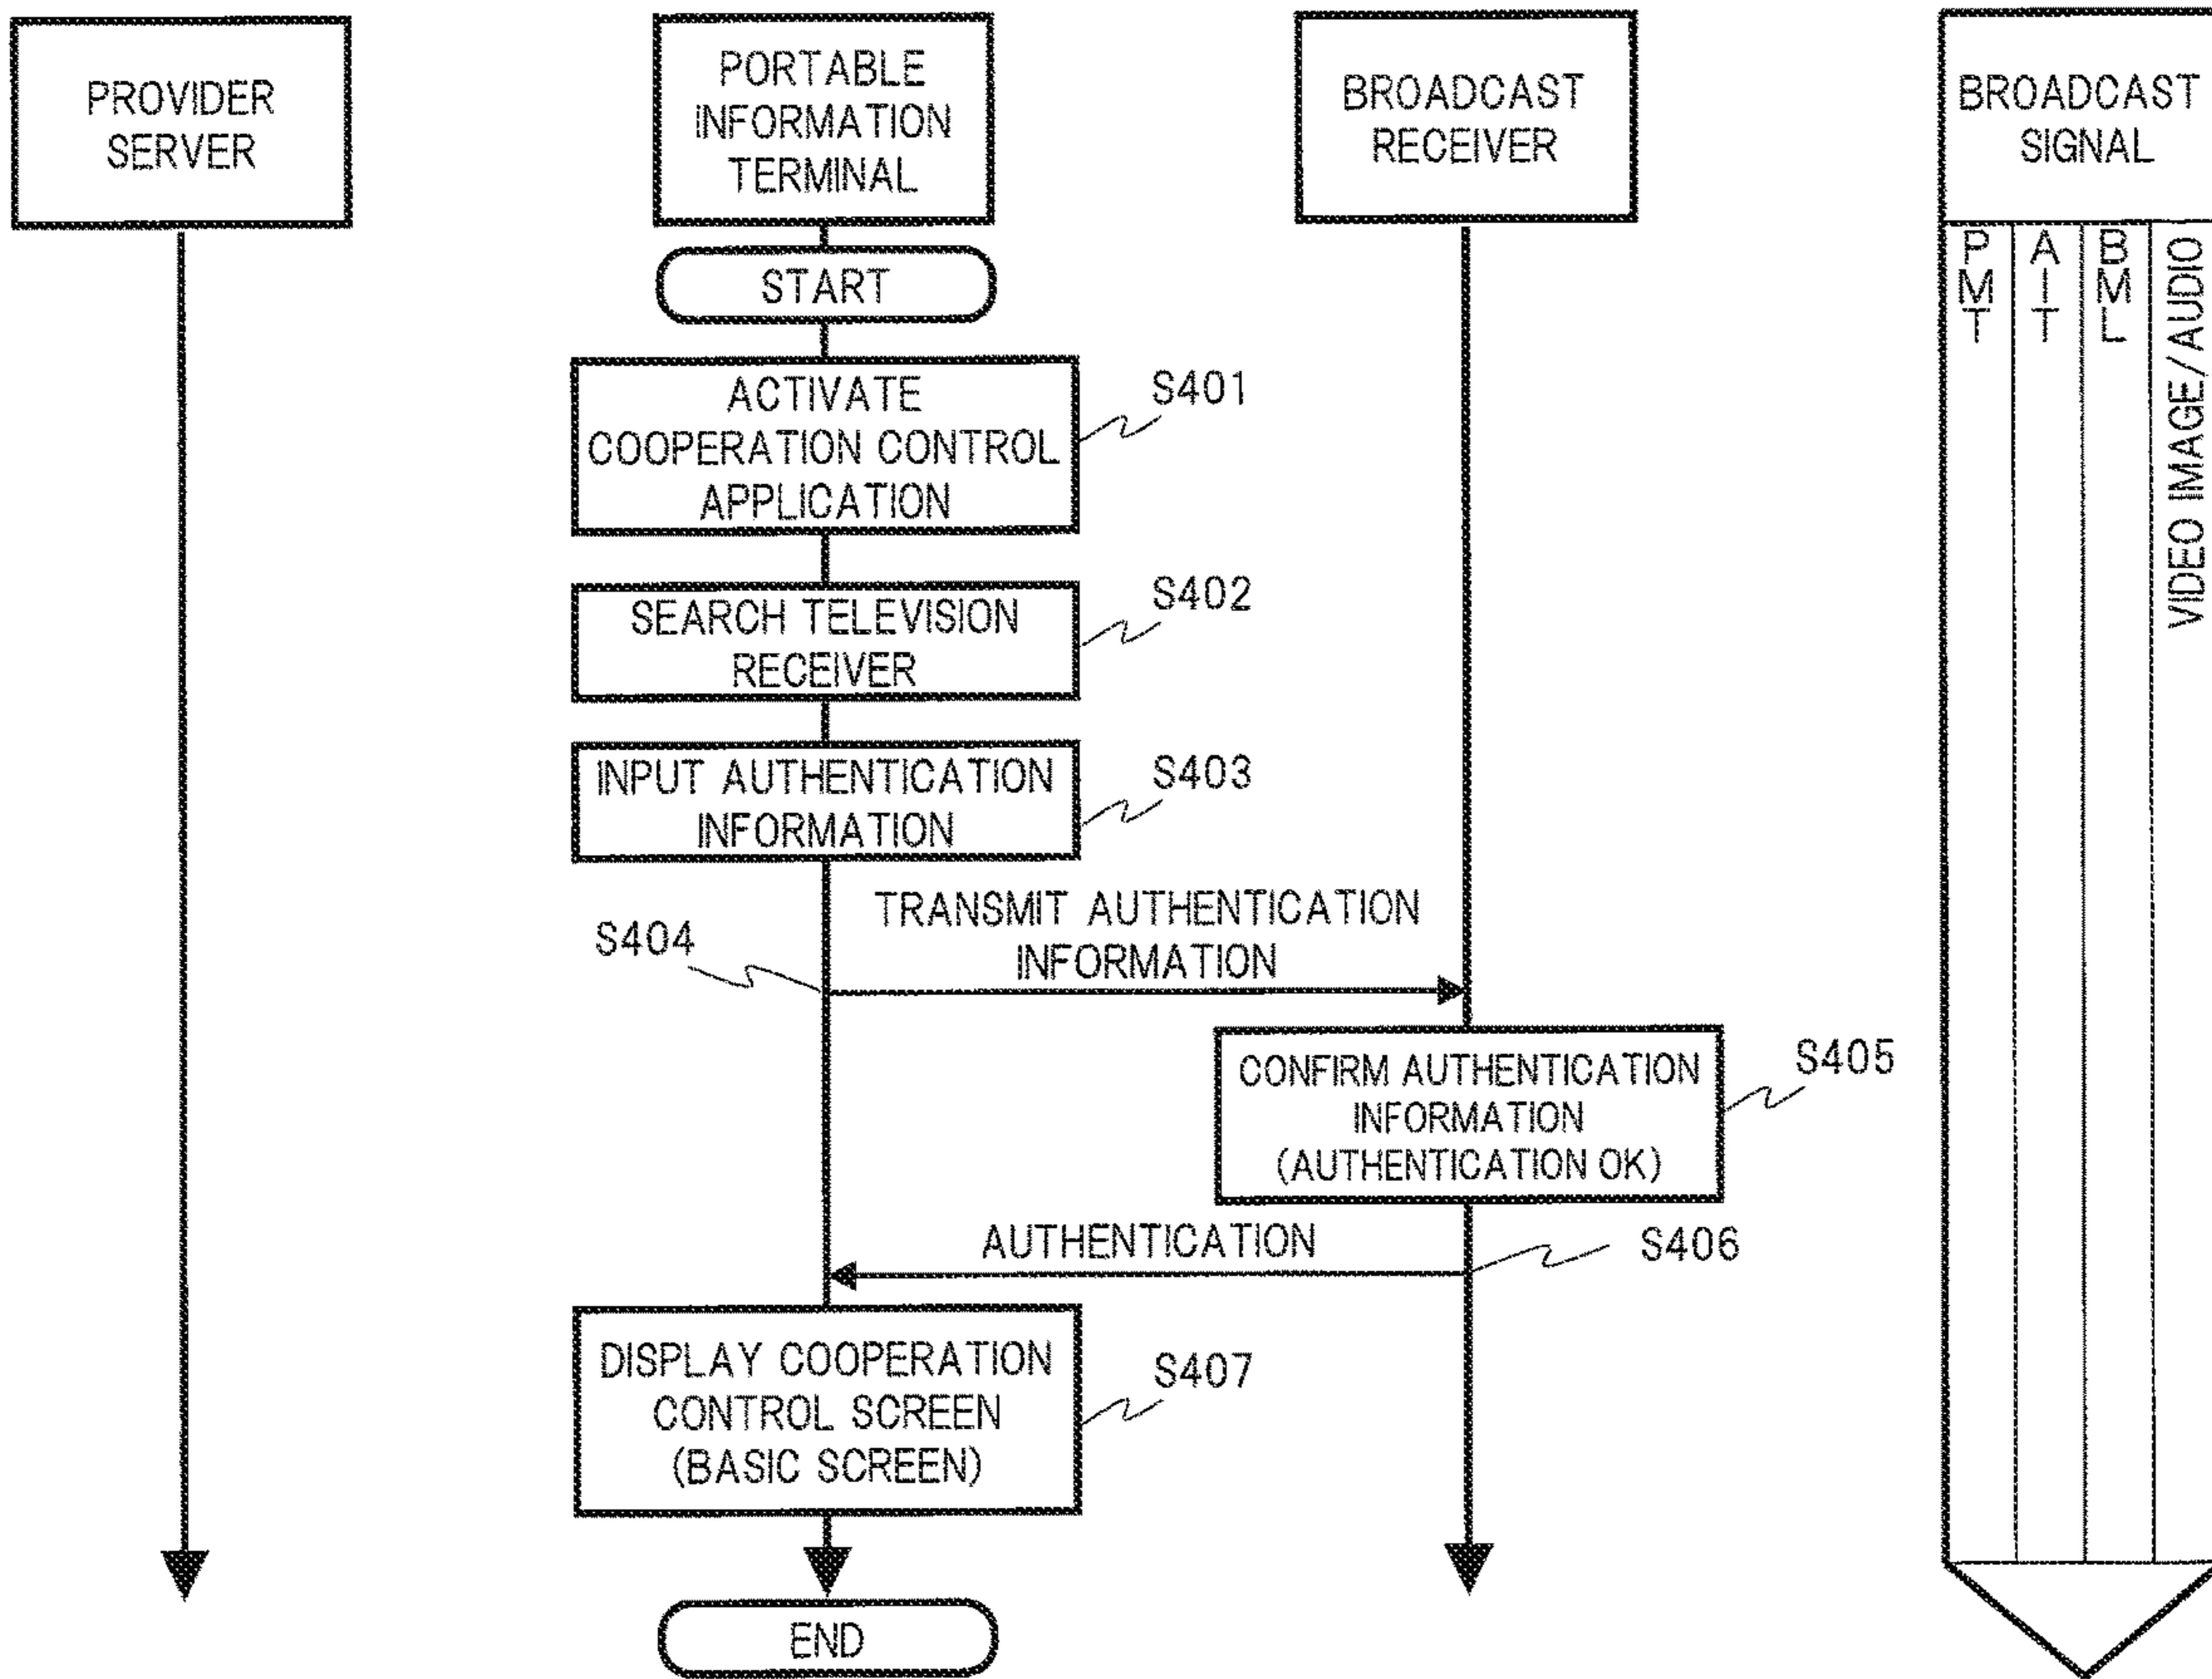 PROVIDER
SERVER
PORTABLE
INFORMATION
TERMINAL
BROADCAST
RECEIVER
BROADCAST
SIGNAL
PMT
AIT
BML
VIDEO IMAGE/AUDIO
START
ACTIVATE
COOPERATION CONTROL
APPLICATION
S401
SEARCH TELEVISION
RECEIVER
S402
INPUT AUTHENTICATION
INFORMATION
S403
TRANSMIT AUTHENTICATION
INFORMATION
S404
CONFIRM AUTHENTICATION
INFORMATION
(AUTHENTICATION OK)
S405
AUTHENTICATION
S406
DISPLAY COOPERATION
CONTROL SCREEN
(BASIC SCREEN)
S407
END